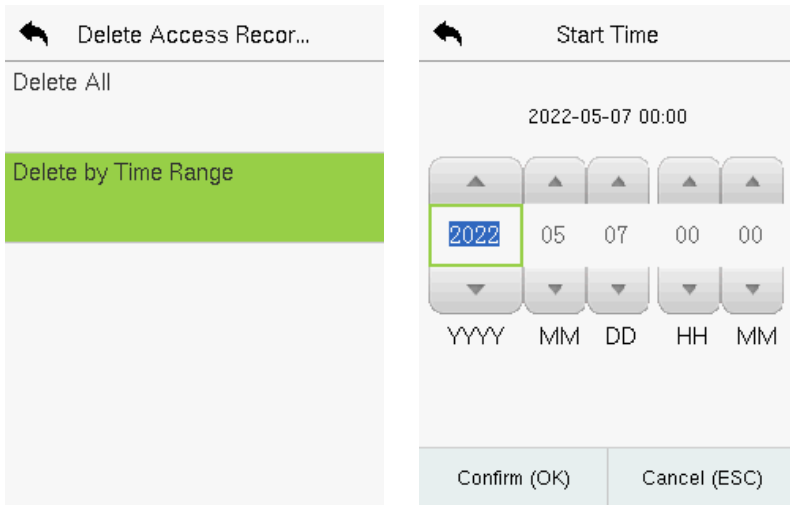 Delete Access Recor...
Delete All
Delete by Time Range
Start Time
2022-05-07 00:00
2022 05 07 00 00
YYYY MM DD HH MM
Confirm (OK) Cancel (ESC)